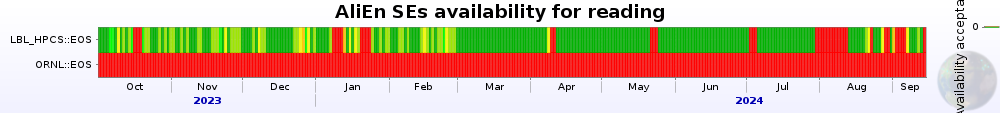 AliEn SEs availability for reading
LBL_HPCS::EOS
ORNL::EOS
Oct Nov Dec Jan Feb Mar Apr May Jun Jul Aug Sep
2023 2024
0
Availability accepta